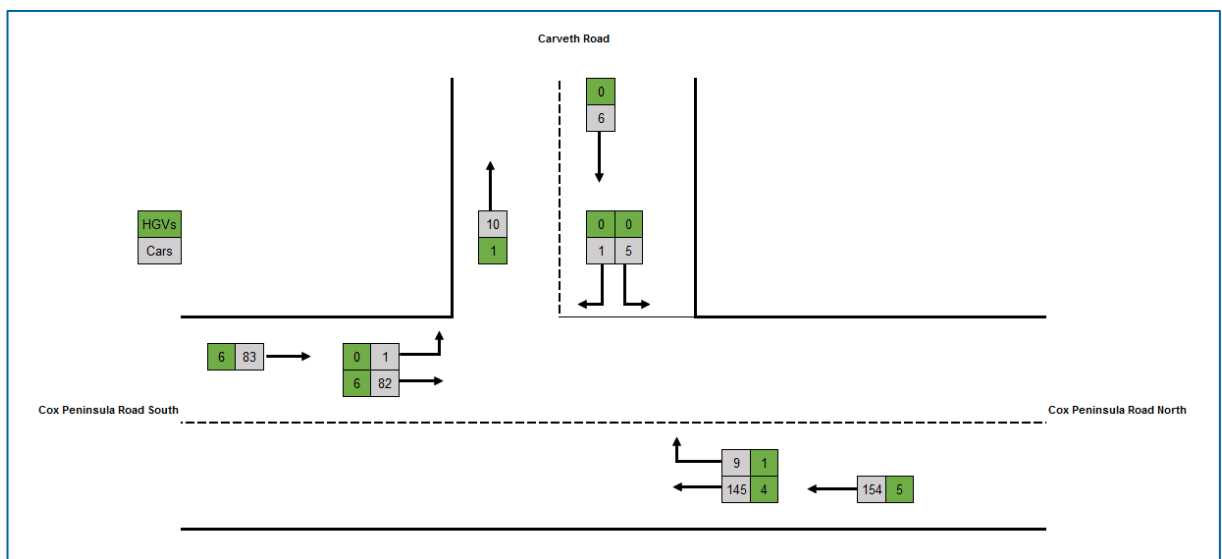 Carveth Road
0
6
HGVs
Cars
10
1
0 0
1 5
6 83
0 1
6 82
Cox Peninsula Road South
Cox Peninsula Road North
9 1
145 4
154 5